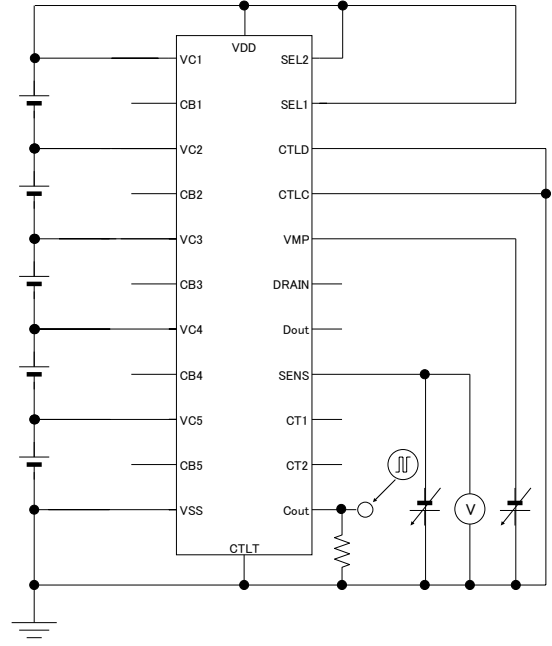 VDD
VC1
SEL2
CB1
SEL1
VC2
CTLD
CB2
CTLC
VC3
VMP
CB3
DRAIN
VC4
Dout
CB4
SENS
VC5
CT1
CB5
CT2
VSS
Cout
V
CTLT